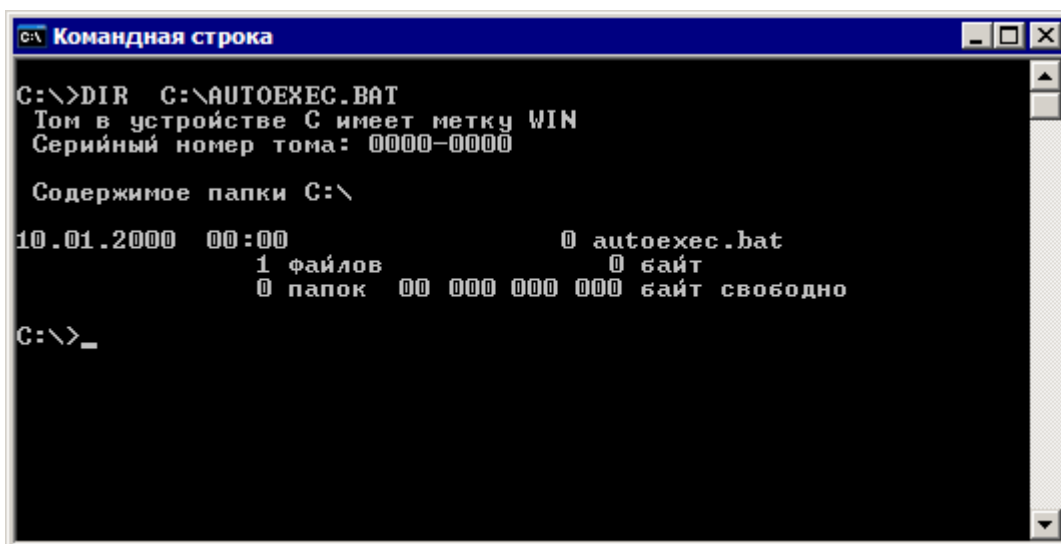 Командная строка
C:\>DIR  C:\AUTOEXEC.BAT
Том в устройстве C имеет метку WIN
Серийный номер тома: 0000-0000
Содержимое папки C:\
10.01.2000  00:00                 0 autoexec.bat
1 файлов              0 байт
0 папок  00 000 000 000 байт свободно
C:\>_